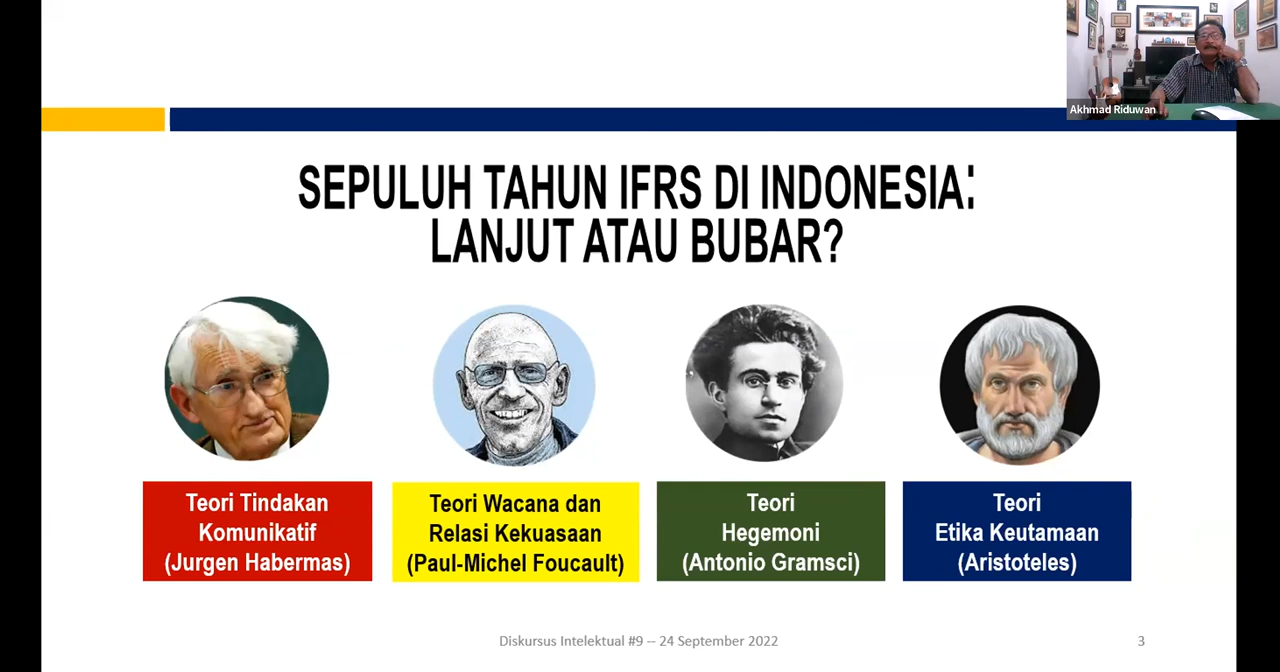 Akhmad Riduwan
SEPULUH TAHUN IFRS DI INDONESIA:
LANJUT ATAU BUBAR?
Teori Tindakan
Komunikatif
(Jurgen Habermas)
Teori Wacana dan
Relasi Kekuasaan
(Paul-Michel Foucault)
Teori
Hegemoni
(Antonio Gramsci)
Teori
Etika Keutamaan
(Aristoteles)
Diskursus Intelektual #9 -- 24 September 2022
3